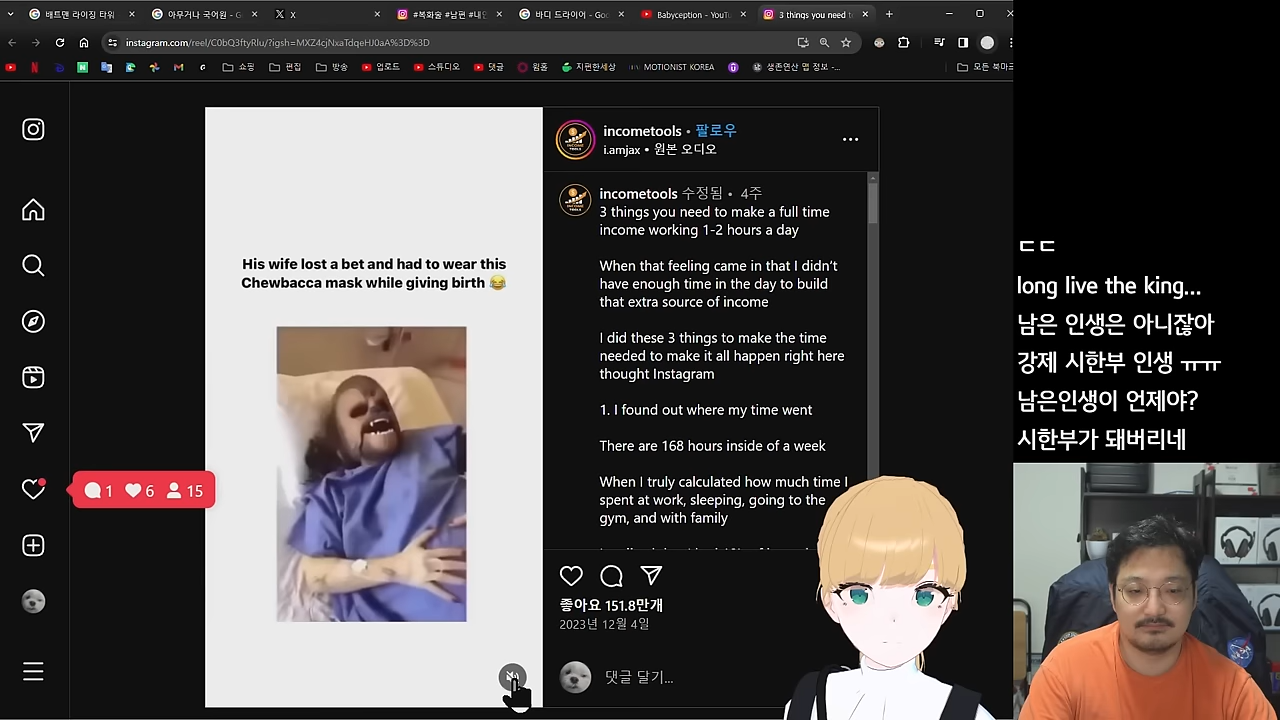 배트맨 라이징 타워
아무거나 국어원 - G
X
#복화술 #남편 #내
바디 드라이어 - Goo
Babyception - YouTu
3 things you need t
instagram.com/reel/C0bQ3ftyRlu/?igsh=MXZ4cjNxaTdqeHJ0aA%3D%3D
쇼핑
편집
방송
업로드
스튜디오
댓글
원홈
지편한세상
MOTIONIST KOREA
생존연산 맵 정보 -...
모든 북마크
incometools • 팔로우
i.amjax • 원본 오디오
incometools 수정됨 • 4주
3 things you need to make a full time
income working 1-2 hours a day
When that feeling came in that I didn't
have enough time in the day to build
that extra source of income
I did these 3 things to make the time
needed to make it all happen right here
thought Instagram
1. I found out where my time went
There are 168 hours inside of a week
When I truly calculated how much time I
spent at work, sleeping, going to the
gym, and with family
His wife lost a bet and had to wear this
Chewbacca mask while giving birth 😂
1 6 15
좋아요 151.8만개
2023년 12월 4일
댓글 달기...
ㄷㄷ
long live the king...
남은 인생은 아니잖아
강제 시한부 인생 ㅠㅠ
남은인생이 언제야?
시한부가 돼버리네